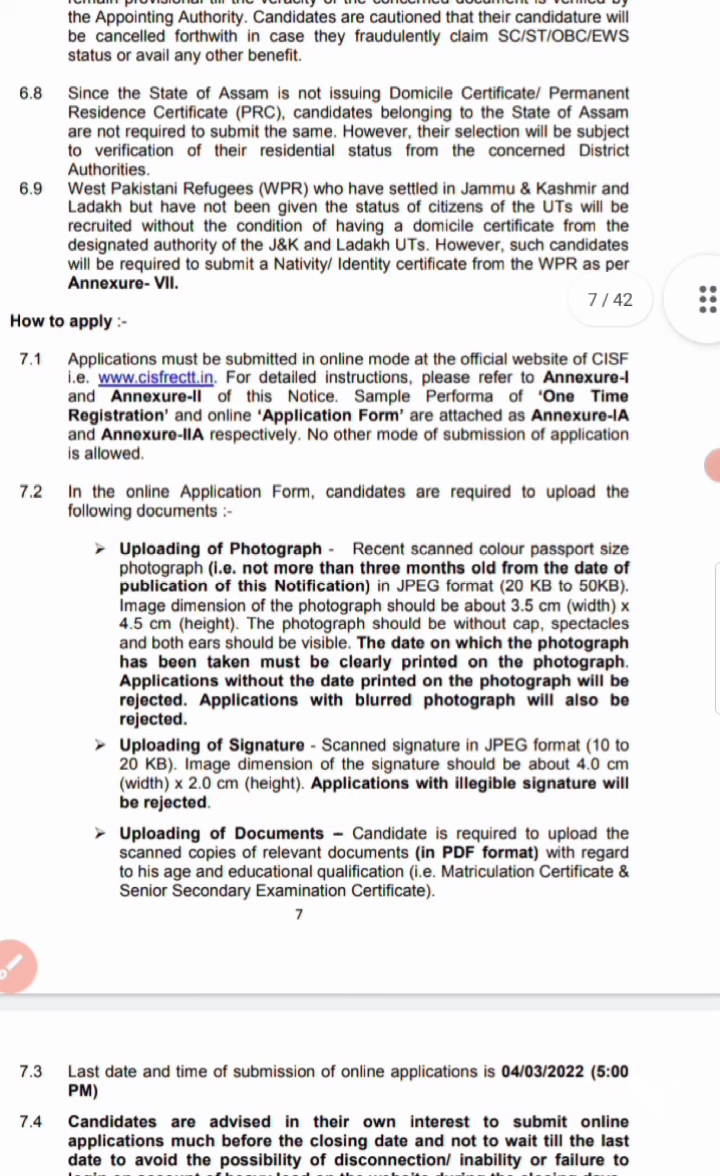 the Appointing Authority. Candidates are cautioned that their candidature will
be cancelled forthwith in case they fraudulently claim SC/ST/OBC/EWS
status or avail any other benefit.
6.8 Since the State of Assam is not issuing Domicile Certificate/ Permanent
Residence Certificate (PRC), candidates belonging to the State of Assam
are not required to submit the same. However, their selection will be subject
to verification of their residential status from the concerned District
Authorities.
6.9 West Pakistani Refugees (WPR) who have settled in Jammu & Kashmir and
Ladakh but have not been given the status of citizens of the UTs will be
recruited without the condition of having a domicile certificate from the
designated authority of the J&K and Ladakh UTs. However, such candidates
will be required to submit a Nativity/ Identity certificate from the WPR as per
Annexure- VII.
7 / 42
How to apply :-
7.1 Applications must be submitted in online mode at the official website of CISF
i.e. www.cisfrectt.in. For detailed instructions, please refer to Annexure-I
and Annexure-II of this Notice. Sample Performa of ‘One Time
Registration’ and online ‘Application Form’ are attached as Annexure-IA
and Annexure-IIA respectively. No other mode of submission of application
is allowed.
7.2 In the online Application Form, candidates are required to upload the
following documents :-
➢ Uploading of Photograph - Recent scanned colour passport size
photograph (i.e. not more than three months old from the date of
publication of this Notification) in JPEG format (20 KB to 50KB).
Image dimension of the photograph should be about 3.5 cm (width) x
4.5 cm (height). The photograph should be without cap, spectacles
and both ears should be visible. The date on which the photograph
has been taken must be clearly printed on the photograph.
Applications without the date printed on the photograph will be
rejected. Applications with blurred photograph will also be
rejected.
➢ Uploading of Signature - Scanned signature in JPEG format (10 to
20 KB). Image dimension of the signature should be about 4.0 cm
(width) x 2.0 cm (height). Applications with illegible signature will
be rejected.
➢ Uploading of Documents – Candidate is required to upload the
scanned copies of relevant documents (in PDF format) with regard
to his age and educational qualification (i.e. Matriculation Certificate &
Senior Secondary Examination Certificate).
7
7.3 Last date and time of submission of online applications is 04/03/2022 (5:00
PM)
7.4 Candidates are advised in their own interest to submit online
applications much before the closing date and not to wait till the last
date to avoid the possibility of disconnection/ inability or failure to